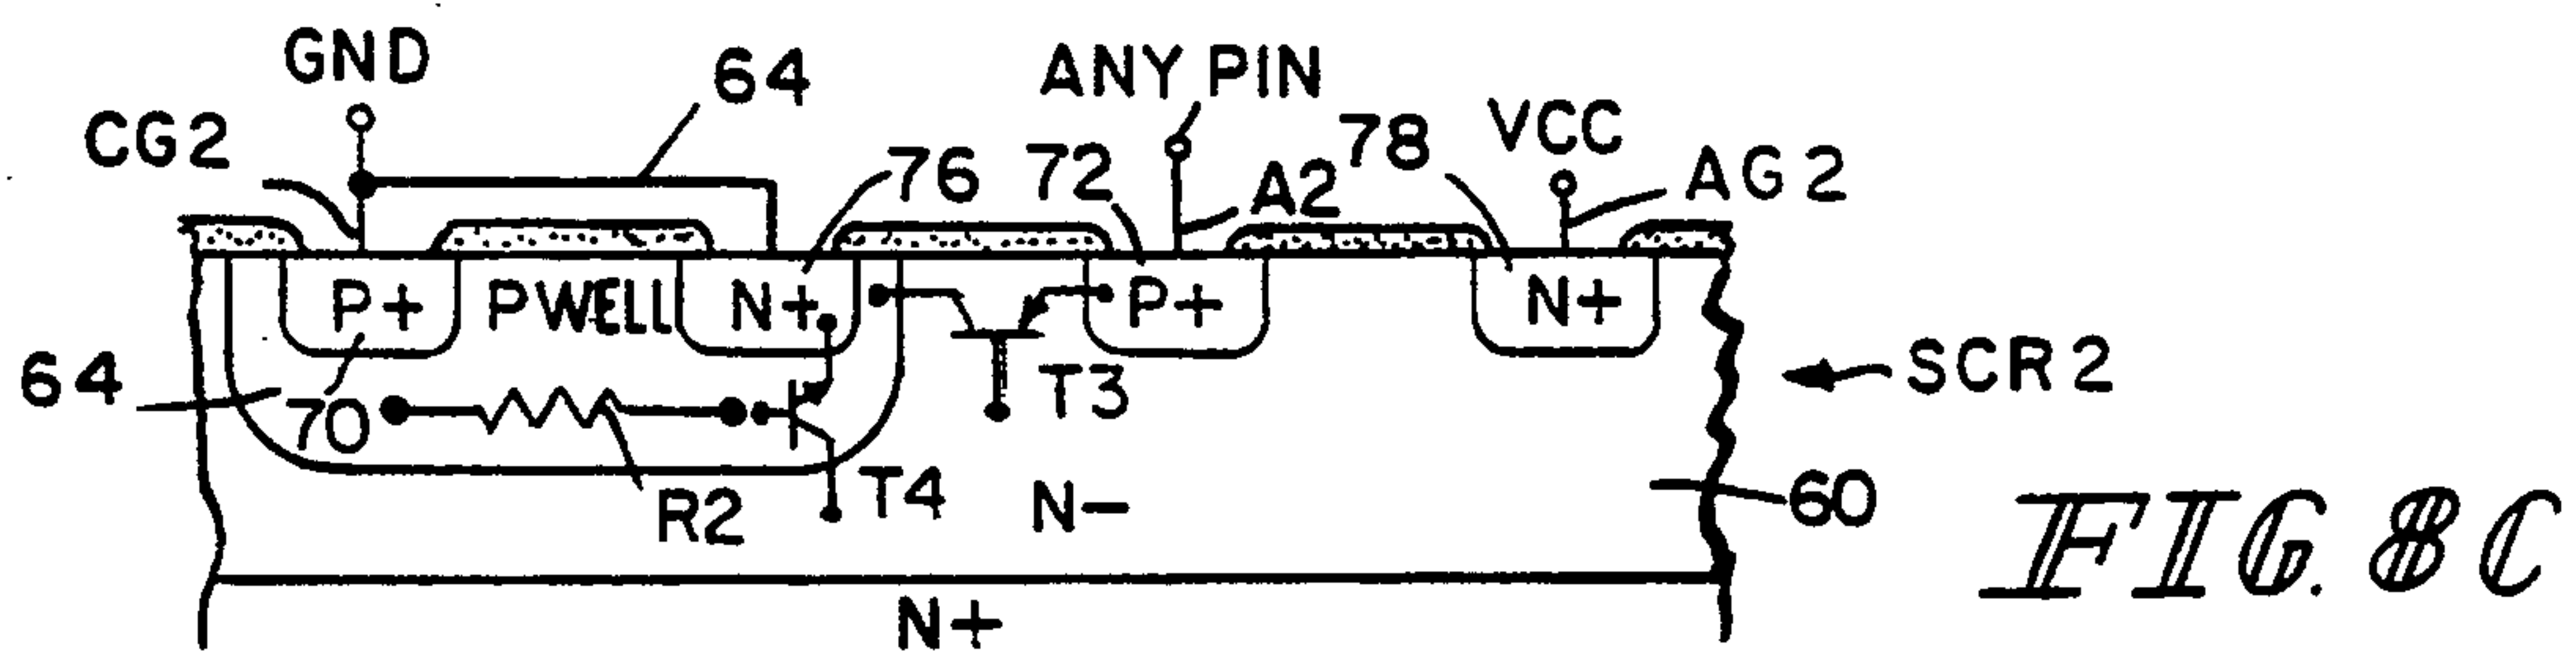 GND
64
ANY PIN
CG2
76
72
A2
78
VCC
AG2
P+
PWELL
N+
P+
N+
64
70
T3
SCR2
R2
T4
N-
60
N+
FIG. 8C